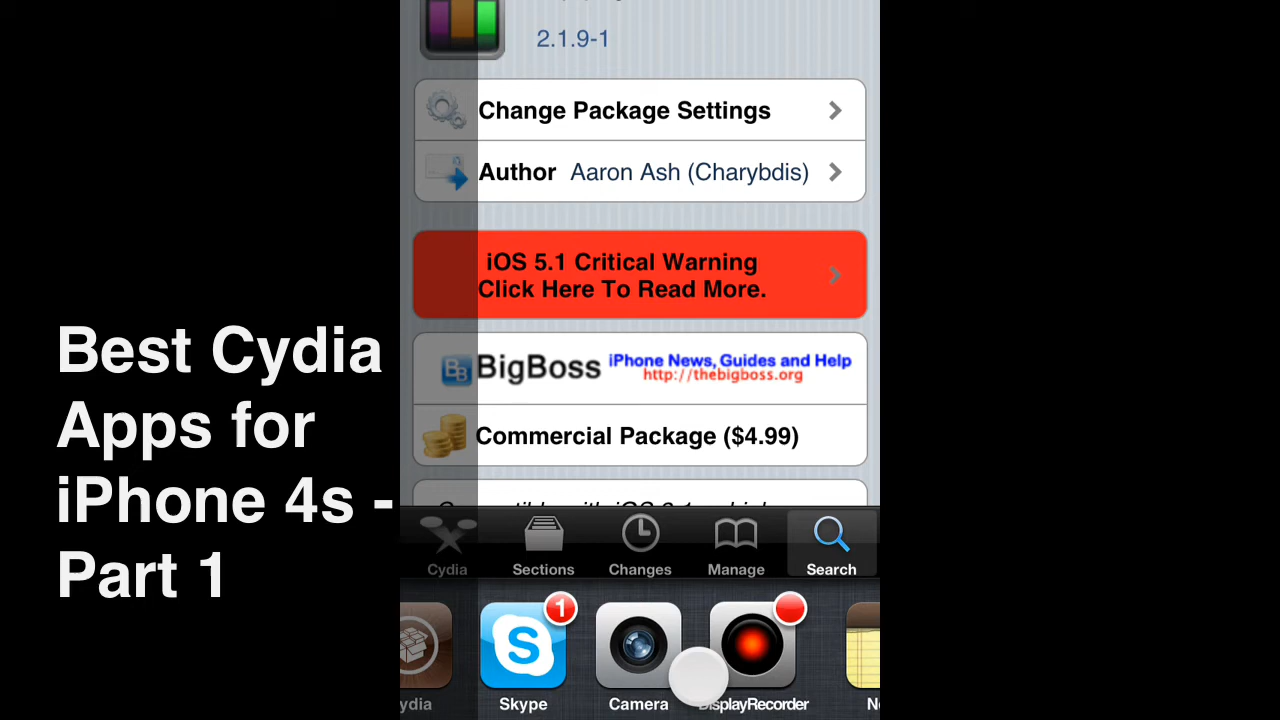 2.1.9-1
Change Package Settings
Author Aaron Ash (Charybdis)
iOS 5.1 Critical Warning
Click Here To Read More.
BB BigBoss iPhone News, Guides and Help
http://thebigboss.org
Commercial Package ($4.99)
Best Cydia
Apps for
iPhone 4s -
Part 1
Cydia Sections Changes Manage Search
1
ydia Skype Camera DisplayRecorder